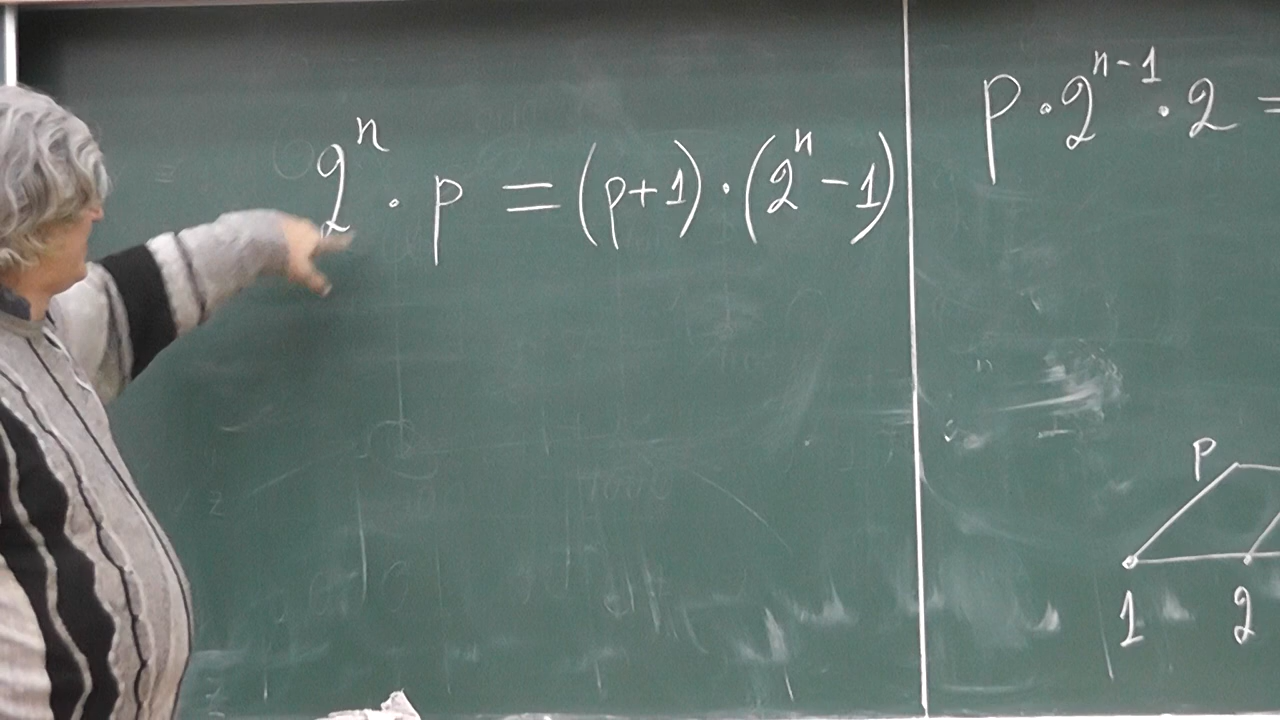 2ⁿ · p = (p+1) · (2ⁿ − 1)
p · 2ⁿ⁻¹ · 2 =
p
1 2